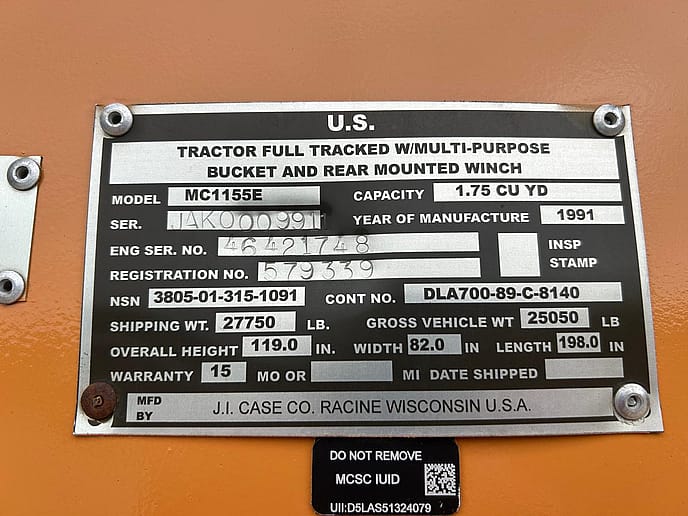 U.S.
TRACTOR FULL TRACKED W/MULTI-PURPOSE
BUCKET AND REAR MOUNTED WINCH
MODEL MC1155E CAPACITY 1.75 CU YD
SER. JAK0009911 YEAR OF MANUFACTURE 1991
ENG SER. NO. 46421748 INSP
STAMP
REGISTRATION NO. 579339
NSN 3805-01-315-1091 CONT NO. DLA700-89-C-8140
SHIPPING WT. 27750 LB. GROSS VEHICLE WT 25050 LB
OVERALL HEIGHT 119.0 IN. WIDTH 82.0 IN LENGTH 198.0 IN
WARRANTY 15 MO OR MI DATE SHIPPED
MFD
BY J.I. CASE CO. RACINE WISCONSIN U.S.A.
DO NOT REMOVE
MCSC IUID
UII:D5LAS51324079